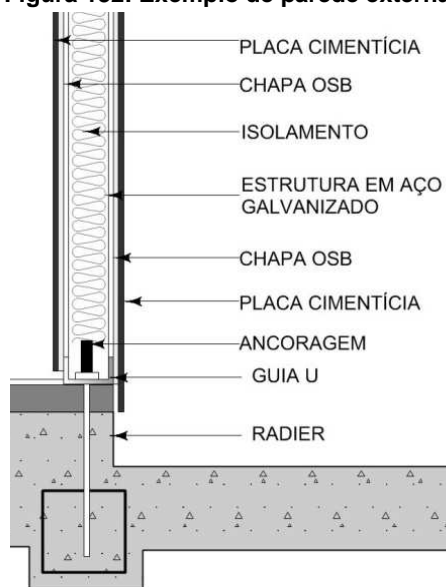 Figura 182: Exemplo de parede externa
PLACA CIMENTÍCIA
CHAPA OSB
ISOLAMENTO
ESTRUTURA EM AÇO
GALVANIZADO
CHAPA OSB
PLACA CIMENTÍCIA
ANCORAGEM
GUIA U
RADIER